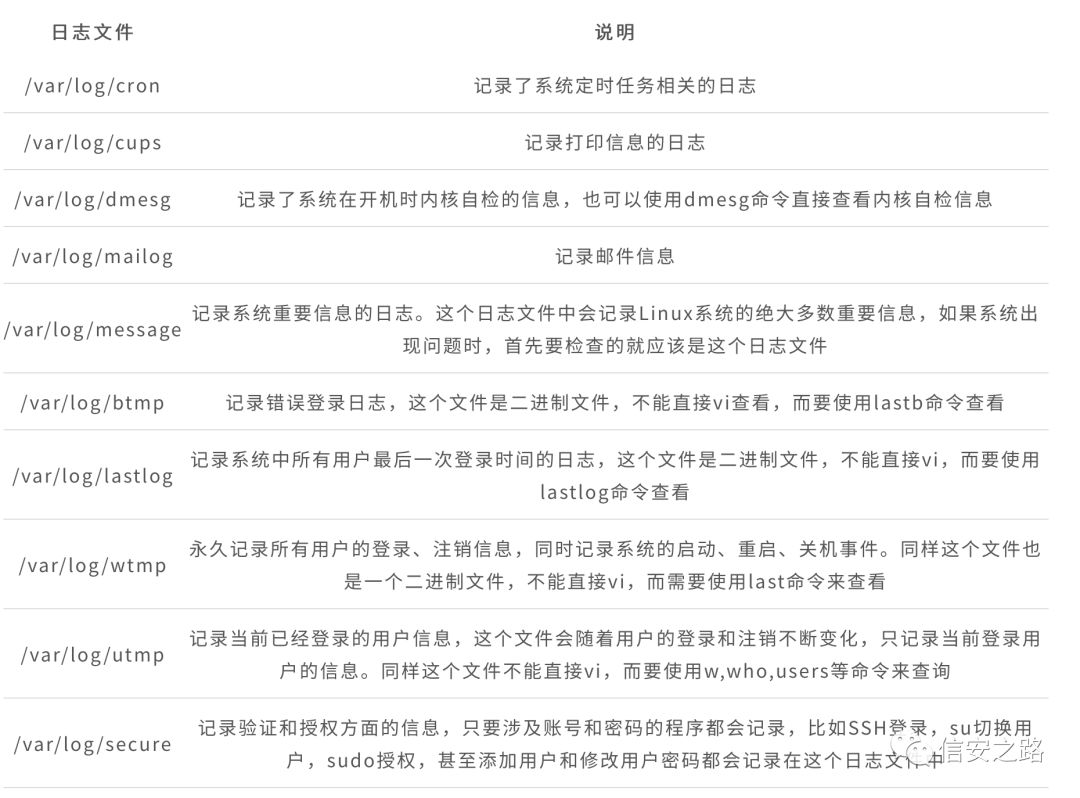 日志文件 说明
/var/log/cron 记录了系统定时任务相关的日志
/var/log/cups 记录打印信息的日志
/var/log/dmesg 记录了系统在开机时内核自检的信息，也可以使用dmesg命令直接查看内核自检信息
/var/log/mailog 记录邮件信息
/var/log/message 记录系统重要信息的日志。这个日志文件中会记录Linux系统的绝大多数重要信息，如果系统出
现问题时，首先要检查的就应该是这个日志文件
/var/log/btmp 记录错误登录日志，这个文件是二进制文件，不能直接vi查看，而要使用lastb命令查看
/var/log/lastlog 记录系统中所有用户最后一次登录时间的日志，这个文件是二进制文件，不能直接vi，而要使用
lastlog命令查看
/var/log/wtmp 永久记录所有用户的登录、注销信息，同时记录系统的启动、重启、关机事件。同样这个文件也
是一个二进制文件，不能直接vi，而需要使用last命令来查看
/var/log/utmp 记录当前已经登录的用户信息，这个文件会随着用户的登录和注销不断变化，只记录当前登录用
户的信息。同样这个文件不能直接vi，而要使用w,who,users等命令来查询
/var/log/secure 记录验证和授权方面的信息，只要涉及账号和密码的程序都会记录，比如SSH登录，su切换用
户，sudo授权，甚至添加用户和修改用户密码都会记录在这个日志文件中
信安之路